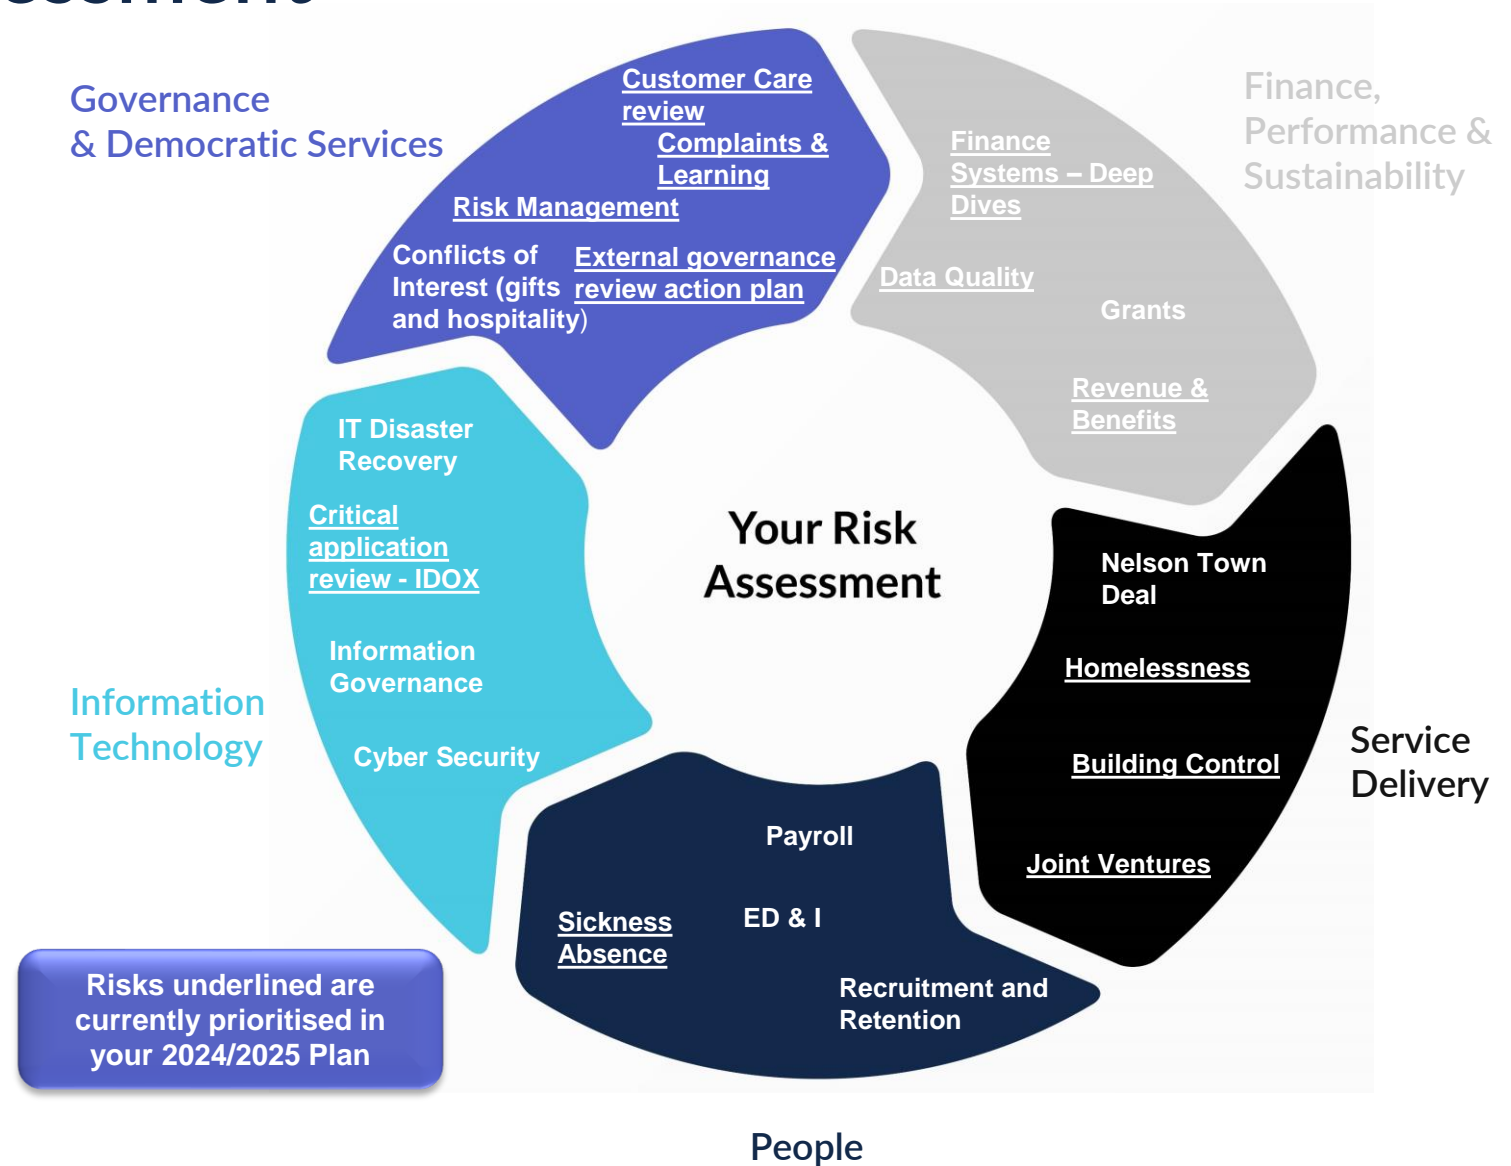 Governance
& Democratic Services
Customer Care
review
Complaints &
Learning
Risk Management
Conflicts of
Interest (gifts
and hospitality)
External governance
review action plan
Finance,
Performance &
Sustainability
Finance
Systems – Deep
Dives
Data Quality
Grants
Revenue &
Benefits
Your Risk
Assessment
IT Disaster
Recovery
Critical
application
review - IDOX
Information
Governance
Cyber Security
Information
Technology
Nelson Town
Deal
Homelessness
Building Control
Joint Ventures
Service
Delivery
Payroll
ED & I
Sickness
Absence
Recruitment and
Retention
Risks underlined are
currently prioritised in
your 2024/2025 Plan
People